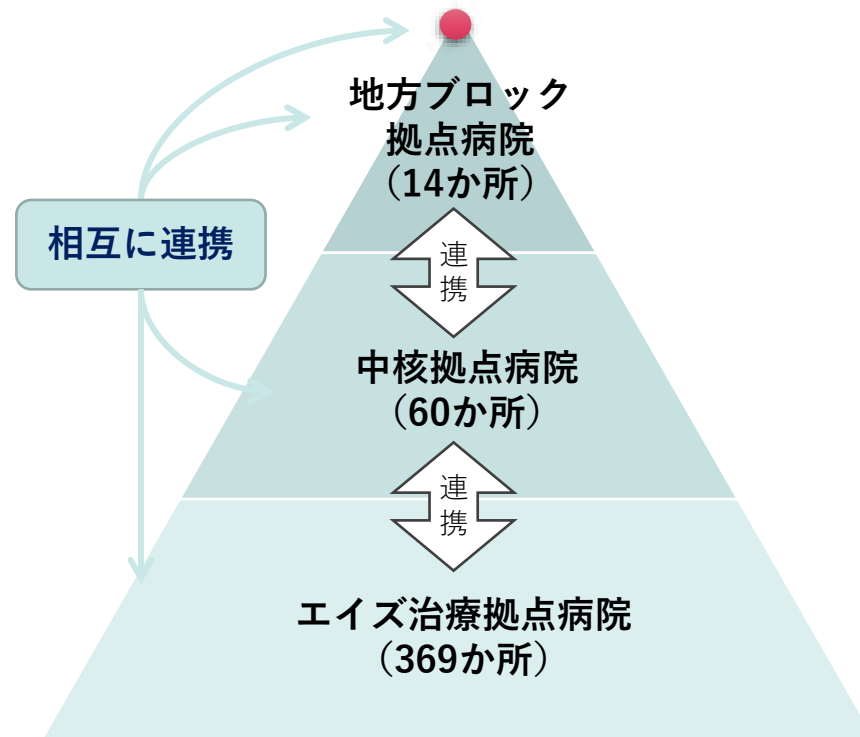 地方ブロック
拠点病院
（14か所）
相互に連携
連
携
中核拠点病院
（60か所）
連
携
エイズ治療拠点病院
（369か所）